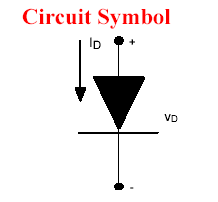 Circuit Symbol
ID
+
VD
-